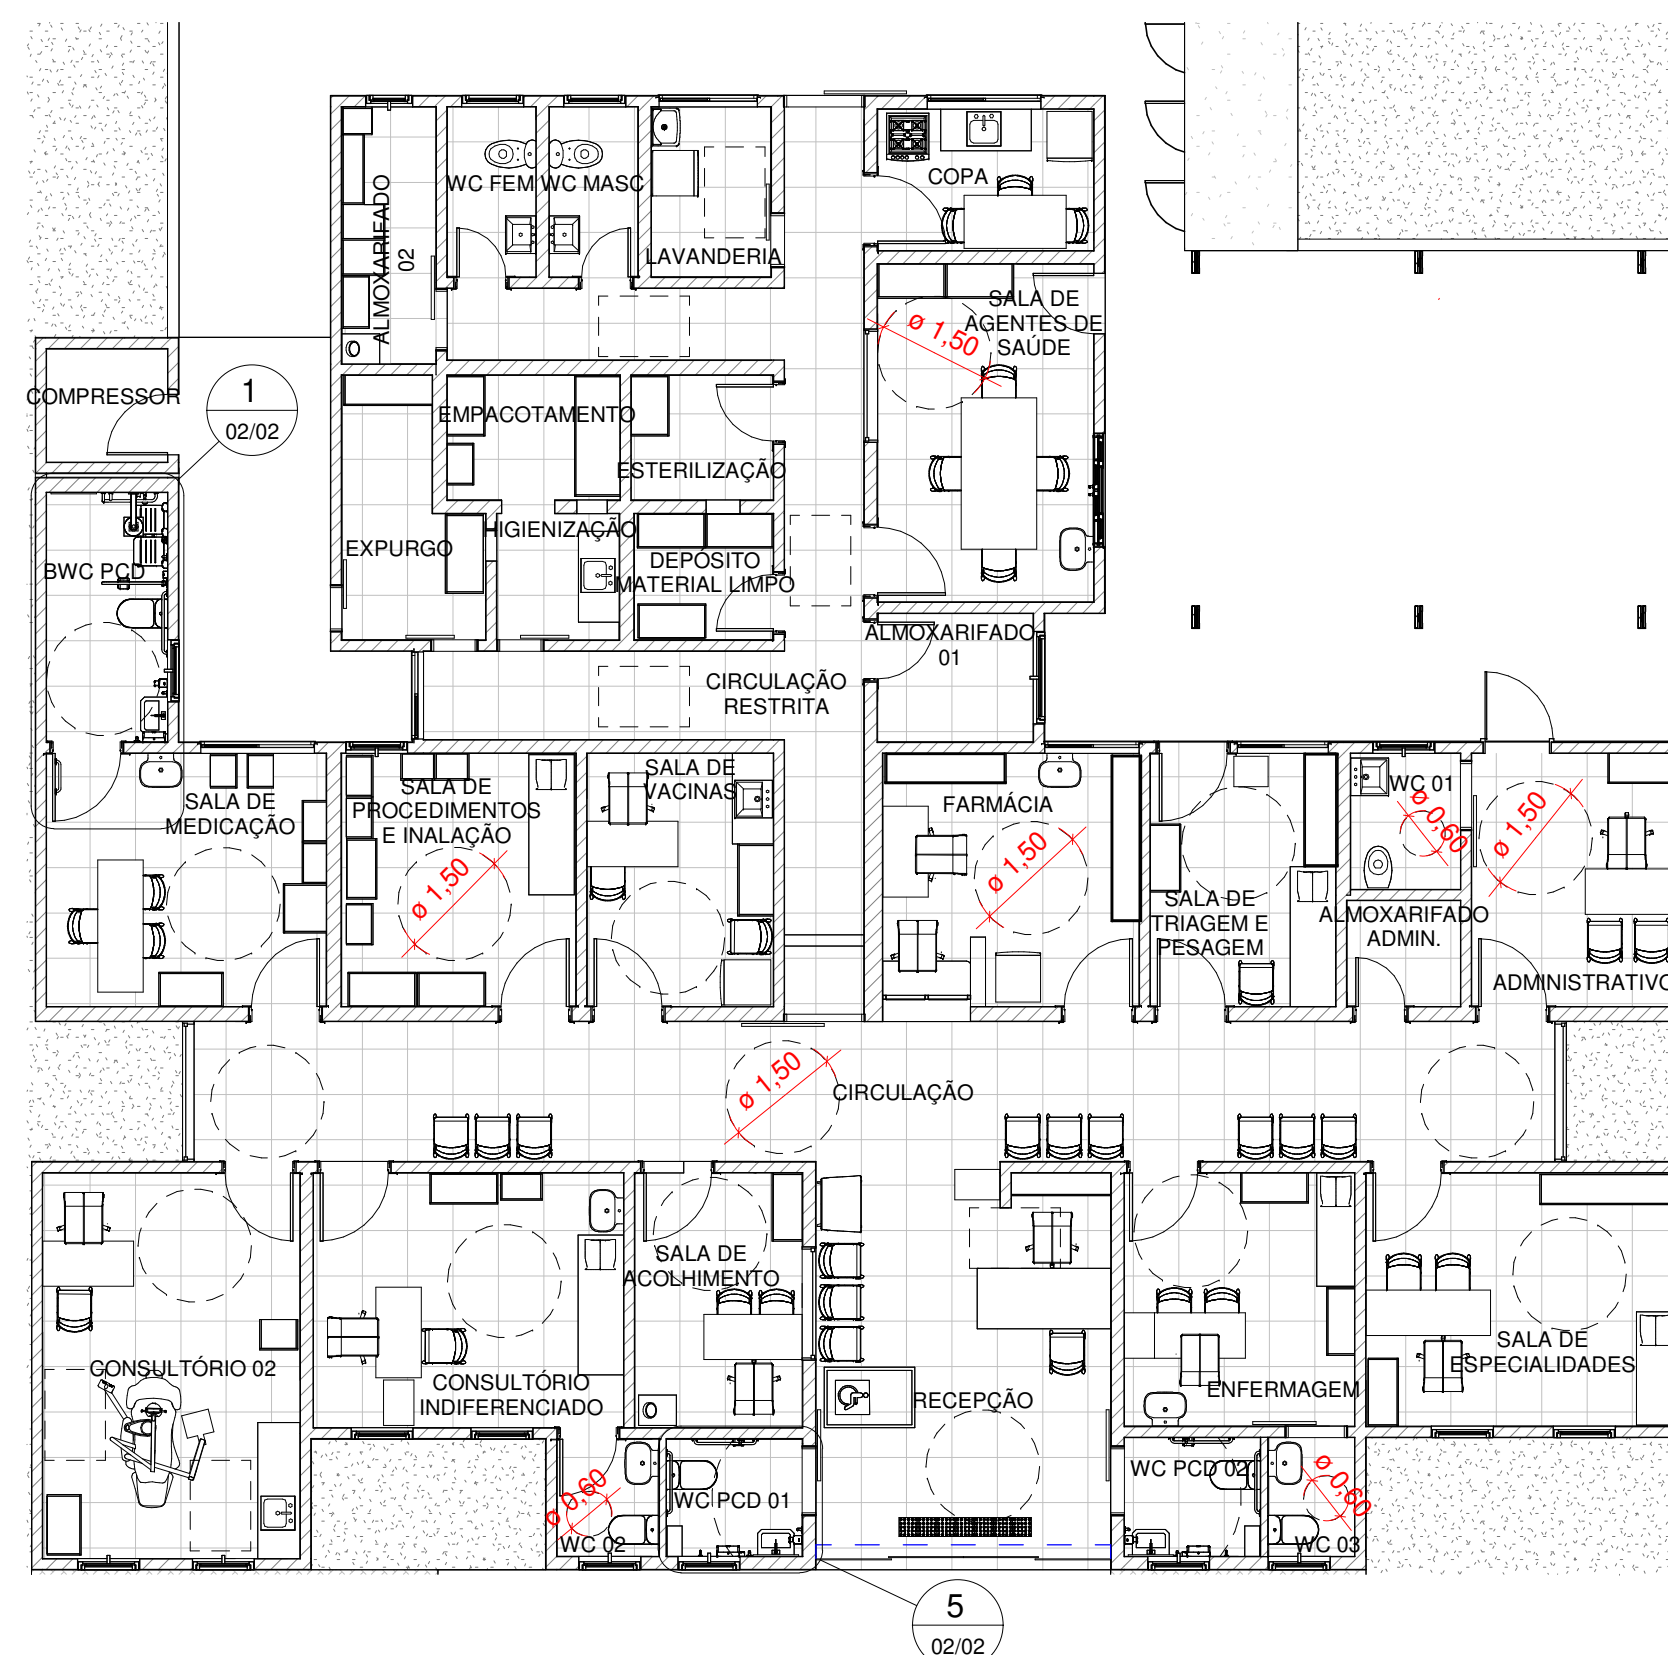 COPA
WC FEM
WC MASC
ALMOXARIFADO
02
LAVANDERIA
SALA DE
AGENTES DE
SAÚDE
ø 1,50
COMPRESSOR
1
02/02
EMPACOTAMENTO
ESTERILIZAÇÃO
HIGIENIZAÇÃO
EXPURGO
DEPÓSITO
MATERIAL LIMPO
BWC PCD
ALMOXARIFADO
01
CIRCULAÇÃO
RESTRITA
SALA DE
MEDICAÇÃO
SALA DE
PROCEDIMENTOS
E INALAÇÃO
ø 1,50
SALA DE
VACINAS
FARMÁCIA
ø 1,50
SALA DE
TRIAGEM E
PESAGEM
WC 01
ø 0,60
ø 1,50
ALMOXARIFADO
ADMIN.
ADMINISTRATIVO
ø 1,50
CIRCULAÇÃO
SALA DE
ACOLHIMENTO
CONSULTÓRIO 02
CONSULTÓRIO
INDIFERENCIADO
RECEPÇÃO
ENFERMAGEM
SALA DE
ESPECIALIDADES
ø 0,60
WC 02
WC PCD 01
WC PCD 02
ø 0,60
WC 03
5
02/02